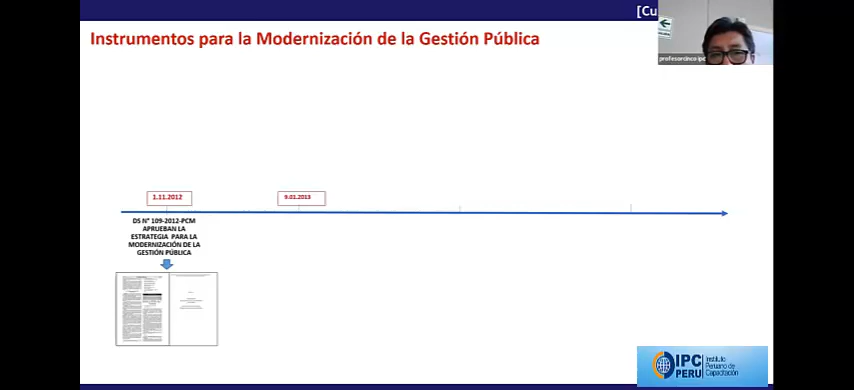 [Cu
Instrumentos para la Modernización de la Gestión Pública
profesorcinco ipc
1.11.2012
9.01.2013
DS N° 109-2012-PCM
APRUEBAN LA
ESTRATEGIA PARA LA
MODERNIZACIÓN DE LA
GESTIÓN PÚBLICA
IPC
PERU
Instituto
Peruano de
Capacitación